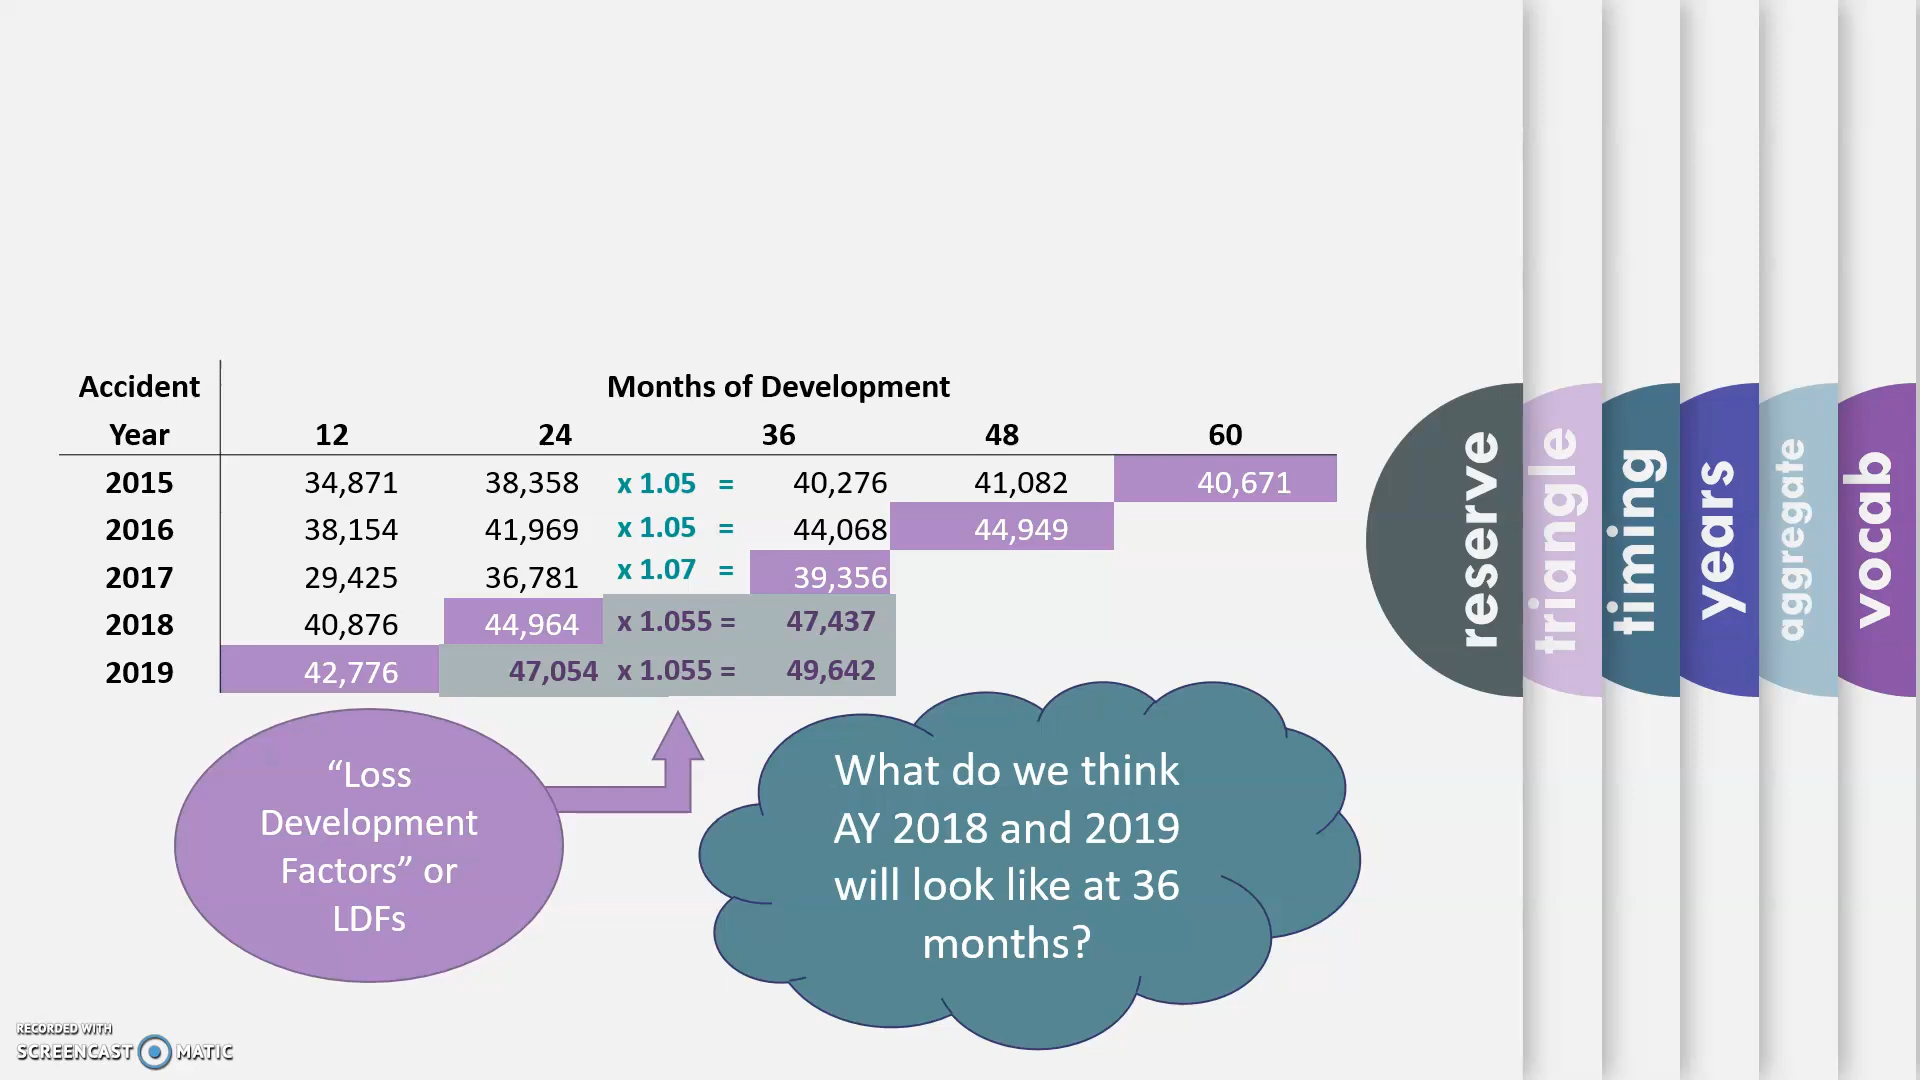 Accident Months of Development
Year 12 24 36 48 60
2015 34,871 38,358 x 1.05 = 40,276 41,082 40,671
2016 38,154 41,969 x 1.05 = 44,068 44,949
2017 29,425 36,781 x 1.07 = 39,356
2018 40,876 44,964 x 1.055 = 47,437
2019 42,776 47,054 x 1.055 = 49,642
“Loss
Development
Factors” or
LDFs
What do we think
AY 2018 and 2019
will look like at 36
months?
reserve
triangle
timing
years
aggregate
vocab
RECORDED WITH
SCREENCAST MATIC